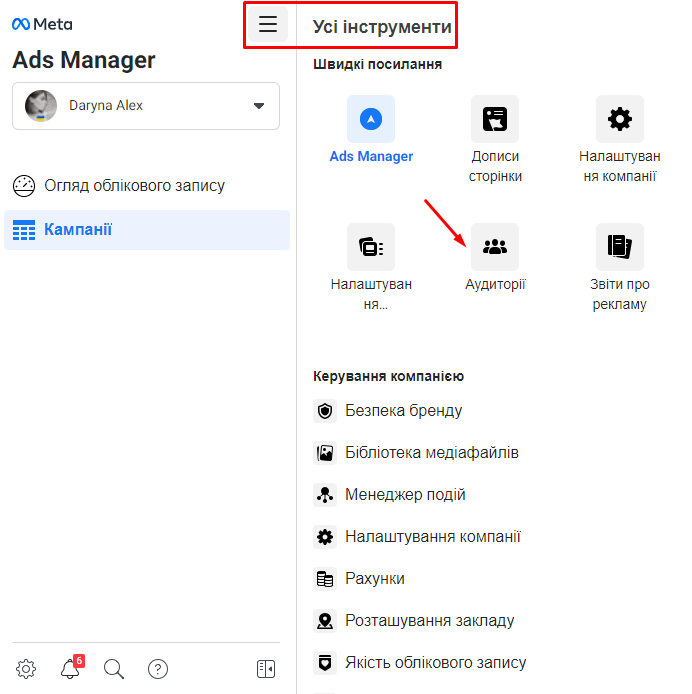 Meta
Ads Manager
Daryna Alex
Огляд облікового запису
Кампанії
6
Усі інструменти
Швидкі посилання
Ads Manager
Дописи
сторінки
Налаштуван
ня компанії
Налаштуван
ня...
Аудиторії
Звіти про
рекламу
Керування компанією
Безпека бренду
Бібліотека медіафайлів
Менеджер подій
Налаштування компанії
Рахунки
Розташування закладу
Якість облікового запису